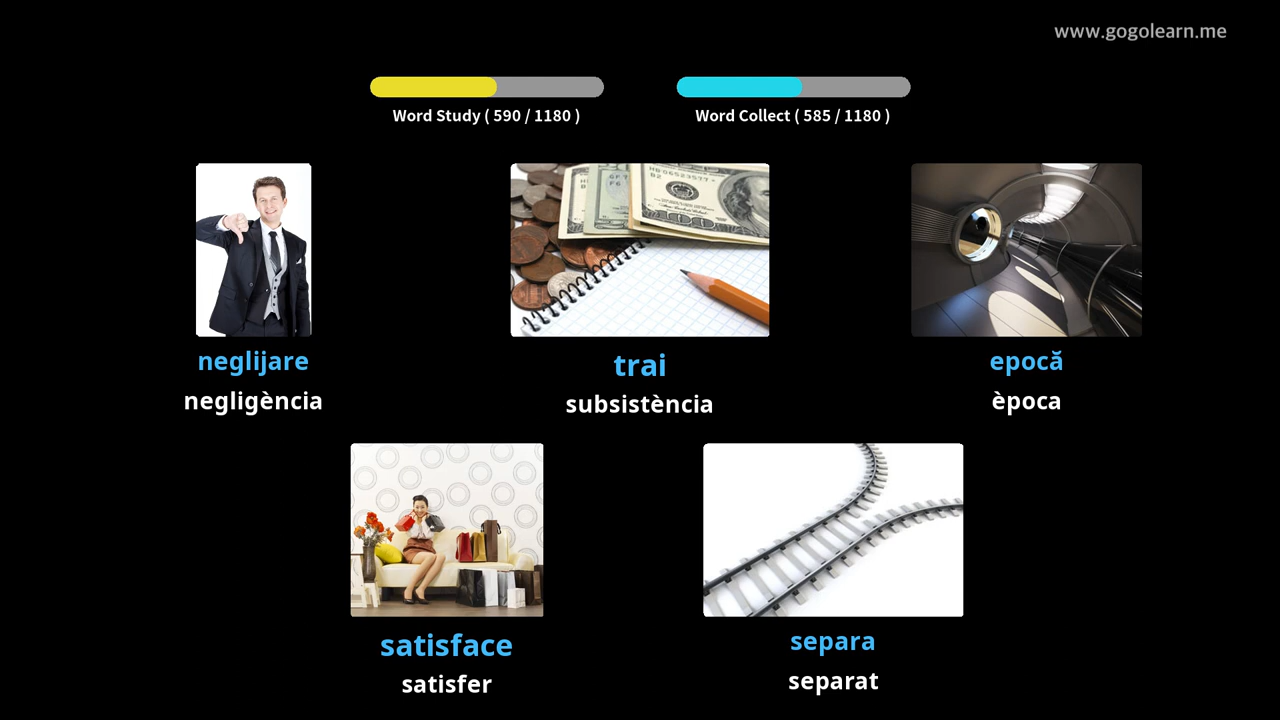 www.gogolearn.me
Word Study ( 590 / 1180 )
Word Collect ( 585 / 1180 )
neglijare
negligència
trai
subsistència
epocă
època
satisface
satisfer
separa
separat